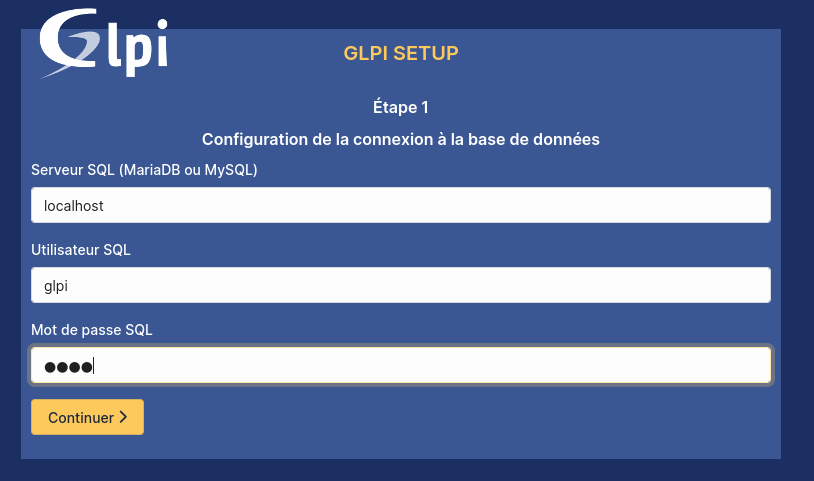 Glpi
GLPI SETUP
Étape 1
Configuration de la connexion à la base de données
Serveur SQL (MariaDB ou MySQL)
localhost
Utilisateur SQL
glpi
Mot de passe SQL
●●●●
Continuer